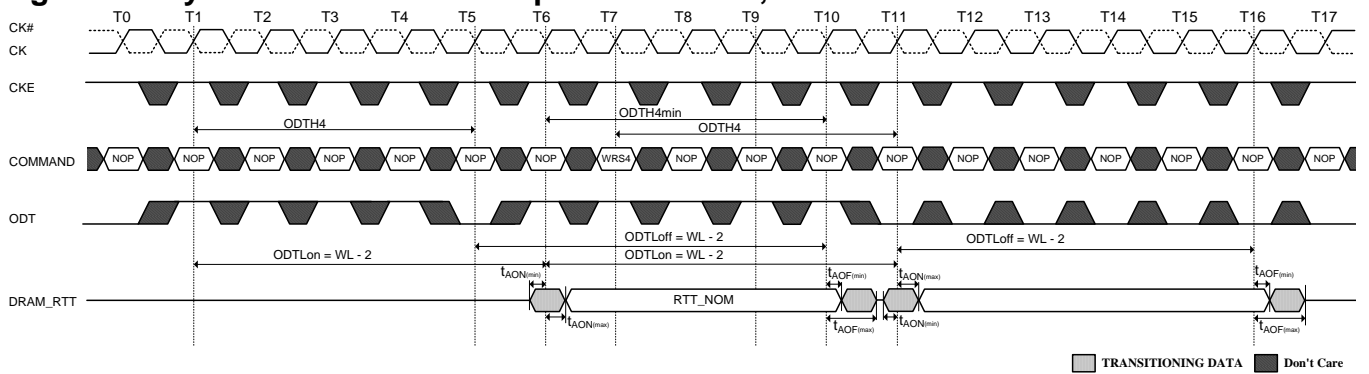 T0 T1 T2 T3 T4 T5 T6 T7 T8 T9 T10 T11 T12 T13 T14 T15 T16 T17
CK#
CK
CKE
ODTH4
ODTH4min
ODTH4
COMMAND NOP NOP NOP NOP NOP NOP NOP WRS4 NOP NOP NOP NOP NOP NOP NOP NOP NOP NOP
ODT
ODTLoff = WL - 2 ODTLoff = WL - 2
ODTLon = WL - 2 ODTLon = WL - 2
tAON(min) tAOF(min) tAON(max) tAOF(min)
DRAM_RTT RTT_NOM
tAON(max) tAOF(max) tAON(min) tAOF(max)
TRANSITIONING DATA Don't Care